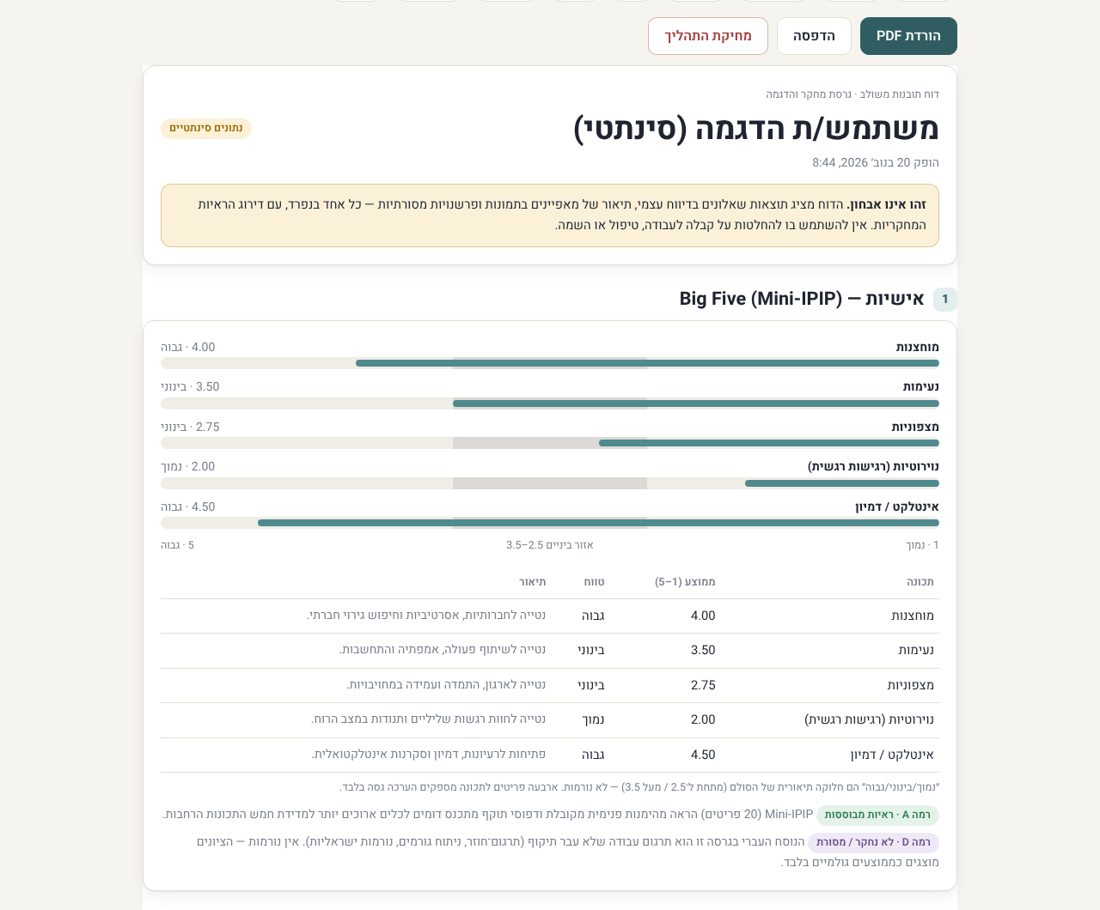 הורדת PDF
הדפסה
מחיקת התהליך
דוח תובנות משולב · גרסת מחקר והדגמה
משתמש/ת הדגמה (סינתטי)
נתונים סינתטיים
הופק 20 בנוב׳ 2026, 8:44
זהו אינו אבחון. הדוח מציג תוצאות שאלונים בדיווח עצמי, תיאור של מאפיינים בתמונות ופרשנויות מסורתיות — כל אחד בנפרד, עם דירוג הראיות
המחקריות. אין להשתמש בו להחלטות על קבלה לעבודה, טיפול או השמה.
1 אישיות — Big Five (Mini-IPIP)
מוחצנות 4.00 · גבוה
נעימות 3.50 · בינוני
מצפוניות 2.75 · בינוני
נוירוטיות (רגישות רגשית) 2.00 · נמוך
אינטלקט / דמיון 4.50 · גבוה
1 · נמוך אזור ביניים 2.5–3.5 5 · גבוה
תכונה ממוצע (1–5) טווח תיאור
מוחצנות 4.00 גבוה נטייה לחברותיות, אסרטיביות וחיפוש גירוי חברתי.
נעימות 3.50 בינוני נטייה לשיתוף פעולה, אמפתיה והתחשבות.
מצפוניות 2.75 בינוני נטייה לארגון, התמדה ועמידה במחויבויות.
נוירוטיות (רגישות רגשית) 2.00 נמוך נטייה לחוות רגשות שליליים ותנודות במצב הרוח.
אינטלקט / דמיון 4.50 גבוה פתיחות לרעיונות, דמיון וסקרנות אינטלקטואלית.
"נמוך/בינוני/גבוה" הם חלוקה תיאורית של הסולם (מתחת ל־2.5 / מעל 3.5) — לא נורמות. ארבעה פריטים לתכונה מספקים הערכה גסה בלבד.
רמה A · ראיות מבוססות Mini-IPIP (20 פריטים) הראה מהימנות פנימית מקובלת ודפוסי תוקף מתכנס דומים לכלים ארוכים יותר למדידת חמש התכונות הרחבות.
רמה D · לא נחקר / מסורת הנוסח העברי בגרסה זו הוא תרגום עבודה שלא עבר תיקוף (תרגום־חוזר, ניתוח גורמים, נורמות ישראליות). אין נורמות — הציונים
מוצגים כממוצעים גולמיים בלבד.